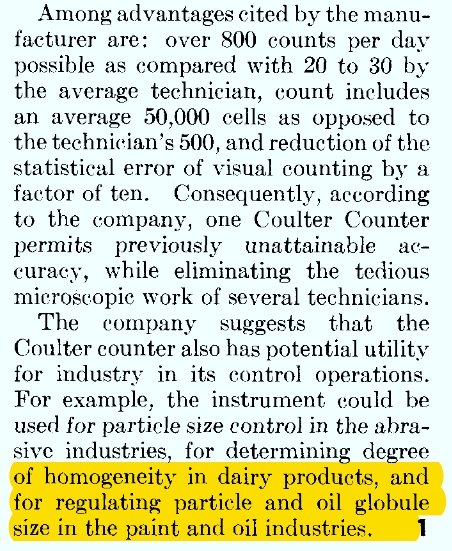 Among advantages cited by the manu-
facturer are: over 800 counts per day
possible as compared with 20 to 30 by
the average technician, count includes
an average 50,000 cells as opposed to
the technician's 500, and reduction of the
statistical error of visual counting by a
factor of ten. Consequently, according
to the company, one Coulter Counter
permits previously unattainable ac-
curacy, while eliminating the tedious
microscopic work of several technicians.
The company suggests that the
Coulter counter also has potential utility
for industry in its control operations.
For example, the instrument could be
used for particle size control in the abra-
sive industries, for determining degree
of homogeneity in dairy products, and
for regulating particle and oil globule
size in the paint and oil industries. 1